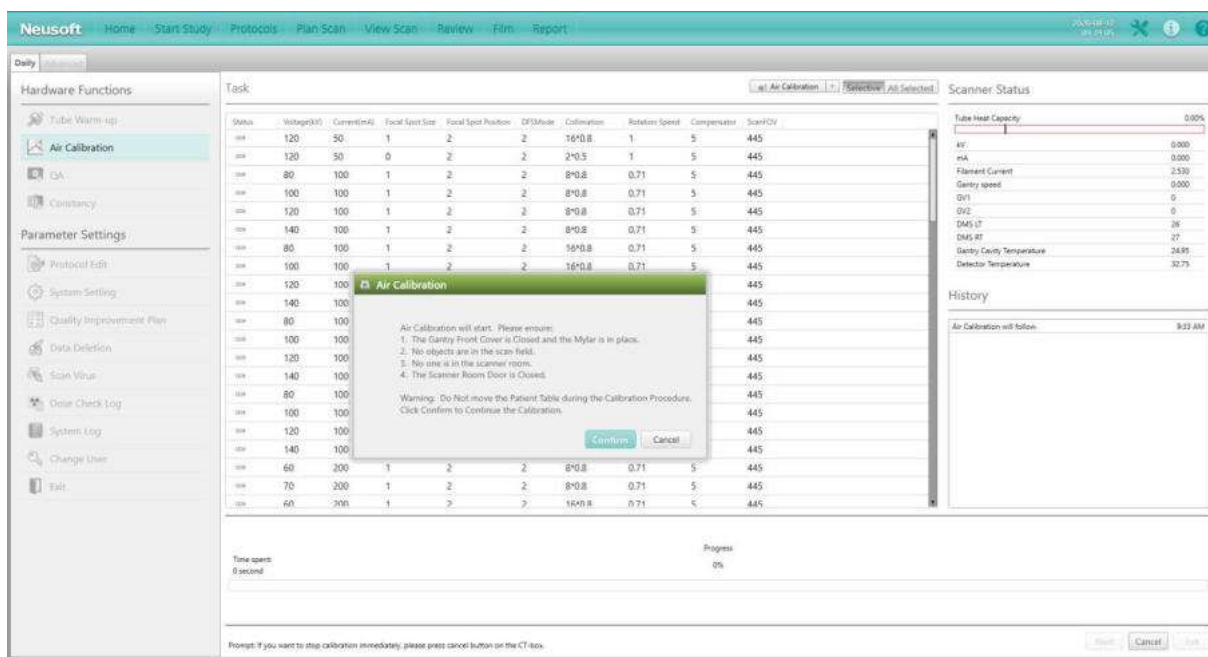 Neusoft Home Start Study Protocols Plan Scan View Scan Review Film Report
Daily
Hardware Functions
Tube Warm-up
Air Calibration
QA
Constancy
Parameter Settings
Protocol Edit
System Setting
Quality Improvement Plan
Data Deletion
Scan Virus
Dose Check Log
System Log
Change User
Exit
Task
Air Calibration Selective All Selected
Status Voltage(kV) Current(mA) Focal Spot Size Focal Spot Position DFSMode Collimation Rotation Speed Compensator ScanFOV
120 50 1 2 2 16*0.8 1 5 445
120 50 0 2 2 2*0.5 1 5 445
80 100 1 2 2 8*0.8 0.71 5 445
100 100 1 2 2 8*0.8 0.71 5 445
120 100 1 2 2 8*0.8 0.71 5 445
140 100 1 2 2 8*0.8 0.71 5 445
80 100 1 2 2 16*0.8 0.71 5 445
100 100 1 2 2 16*0.8 0.71 5 445
120 100 445
140 100 445
80 100 445
100 100 445
120 100 445
140 100 445
80 100 445
100 100 445
120 100 445
140 100 445
60 200 1 2 2 8*0.8 0.71 5 445
70 200 1 2 2 8*0.8 0.71 5 445
60 200 1 2 2 16*0.8 0.71 5 445
Air Calibration
Air Calibration will start. Please ensure:
1. The Gantry Front Cover is Closed and the Mylar is in place.
2. No objects are in the scan field.
3. No one is in the scanner room.
4. The Scanner Room Door is Closed.
Warning: Do Not move the Patient Table during the Calibration Procedure.
Click Confirm to Continue the Calibration.
Confirm Cancel
Scanner Status
Tube Heat Capacity 0.00%
kV 0.000
mA 0.000
Filament Current 2.530
Gantry speed 0.000
GV1 0
GV2 0
DMS LT 26
DMS RT 27
Gantry Cavity Temperature 24.95
Detector Temperature 32.75
History
Air Calibration will follow. 9:33 AM
Progress
Time spent:
0 second
0%
Prompt: If you want to stop calibration immediately, please press cancel button on the CT-box.
Cancel